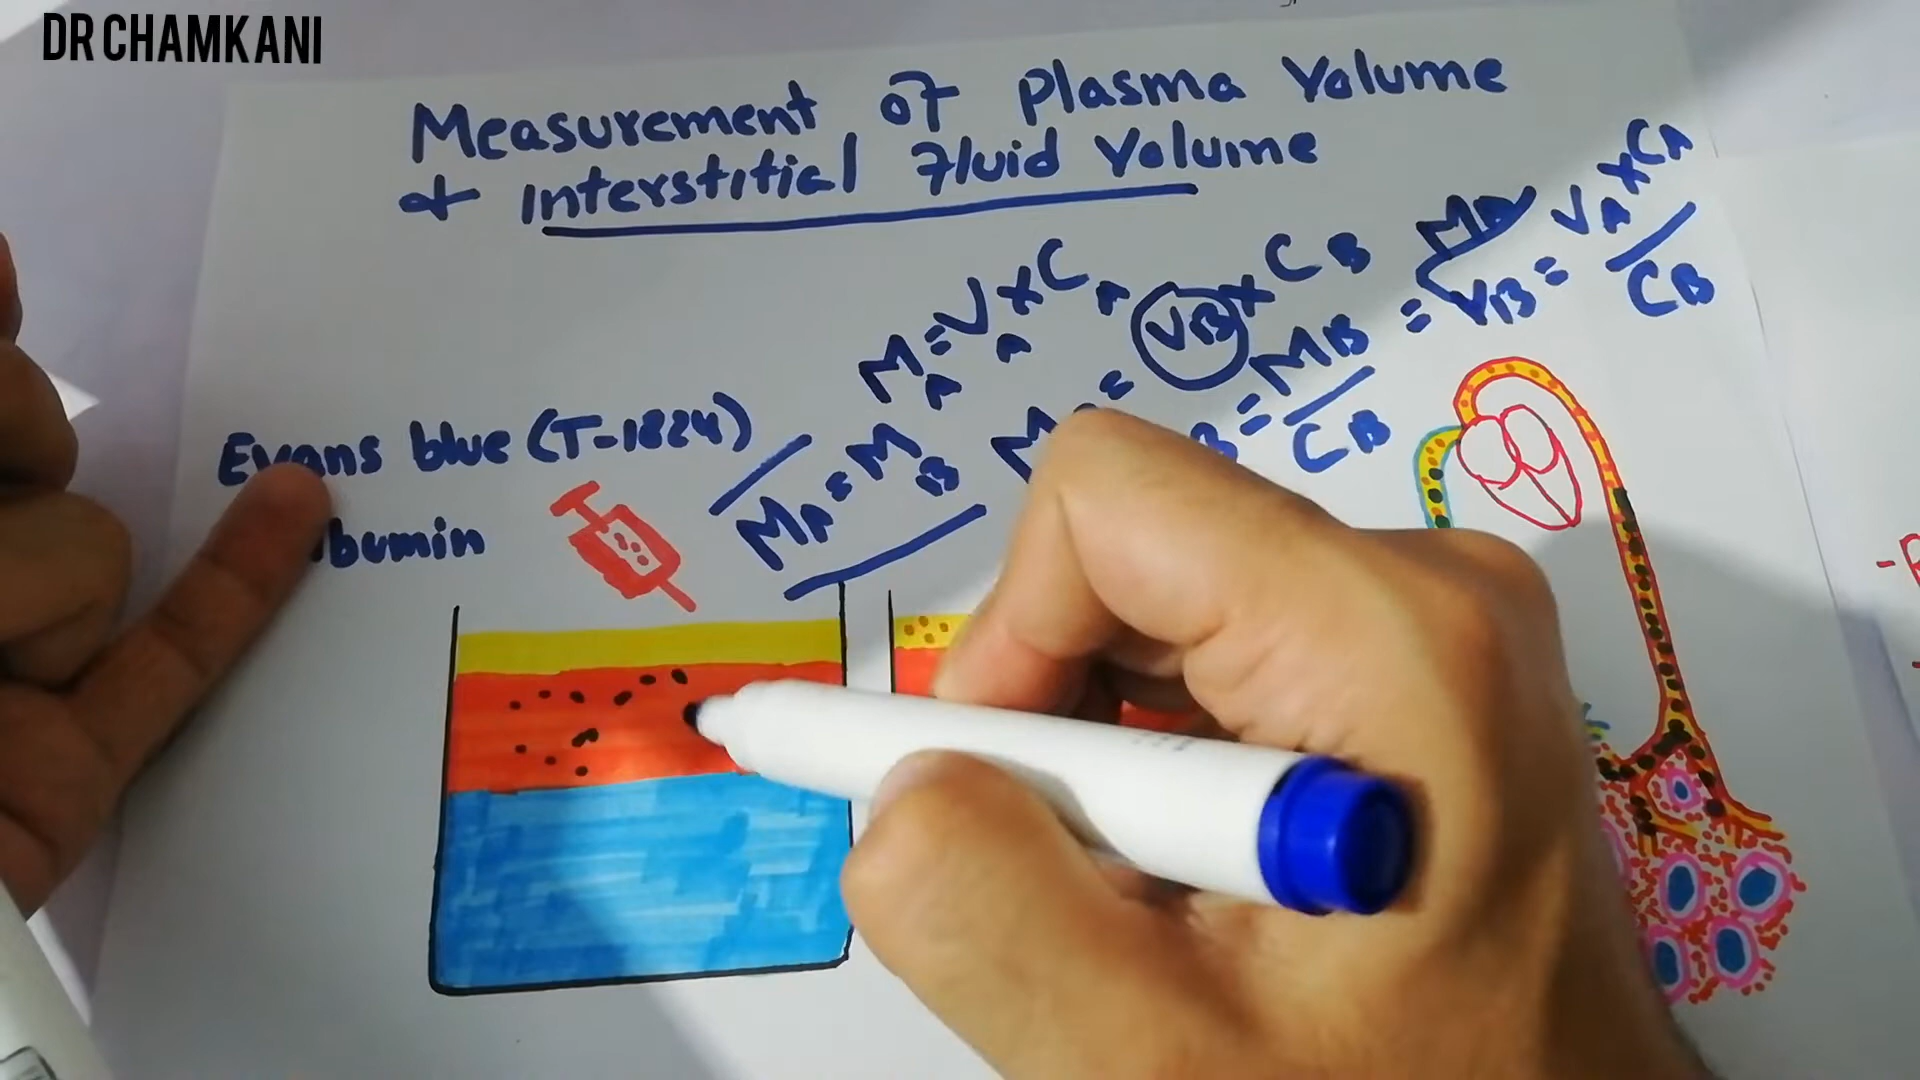 DR CHAMKANI
Measurement of Plasma Volume
& Interstitial Fluid Volume
MA = VA × CA
VB × CB
MB / CB
= VB = VA × CA / CB
Evans blue (T-1824)
MA = MB